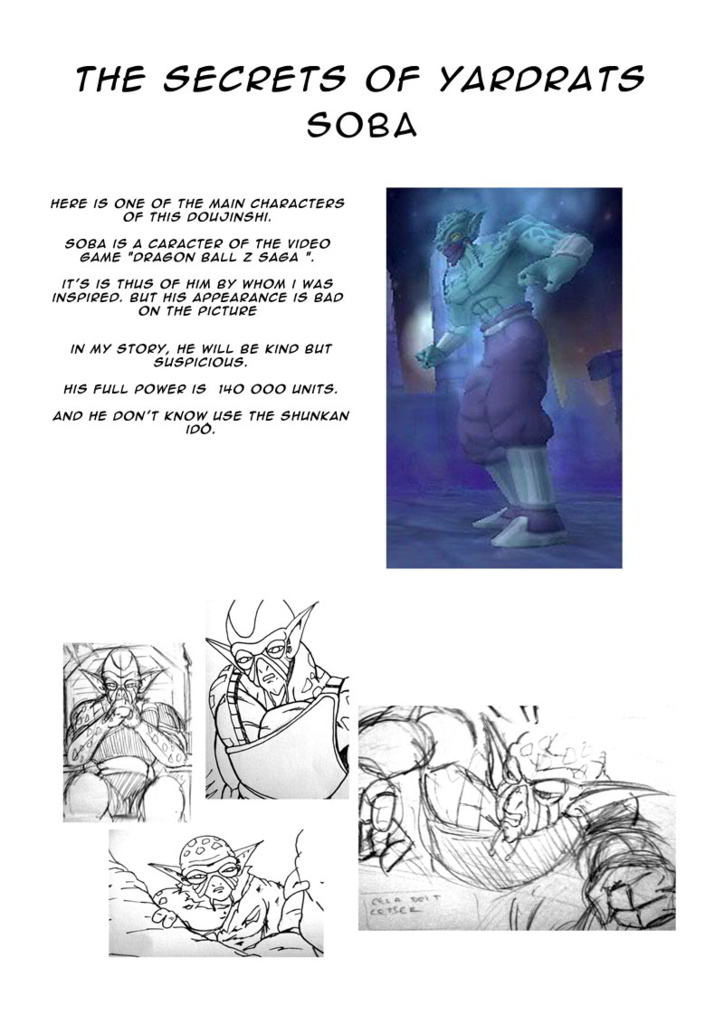 THE SECRETS OF YARDRATS
SOBA
HERE IS ONE OF THE MAIN CHARACTERS
OF THIS DOUJINSHI.
SOBA IS A CARACTER OF THE VIDEO
GAME "DRAGON BALL Z SAGA ".
IT'S IS THUS OF HIM BY WHOM I WAS
INSPIRED. BUT HIS APPEARANCE IS BAD
ON THE PICTURE
IN MY STORY, HE WILL BE KIND BUT
SUSPICIOUS.
HIS FULL POWER IS 140 000 UNITS.
AND HE DON'T KNOW USE THE SHUNKAN
IDÔ.
CELA DOIT
CESSER